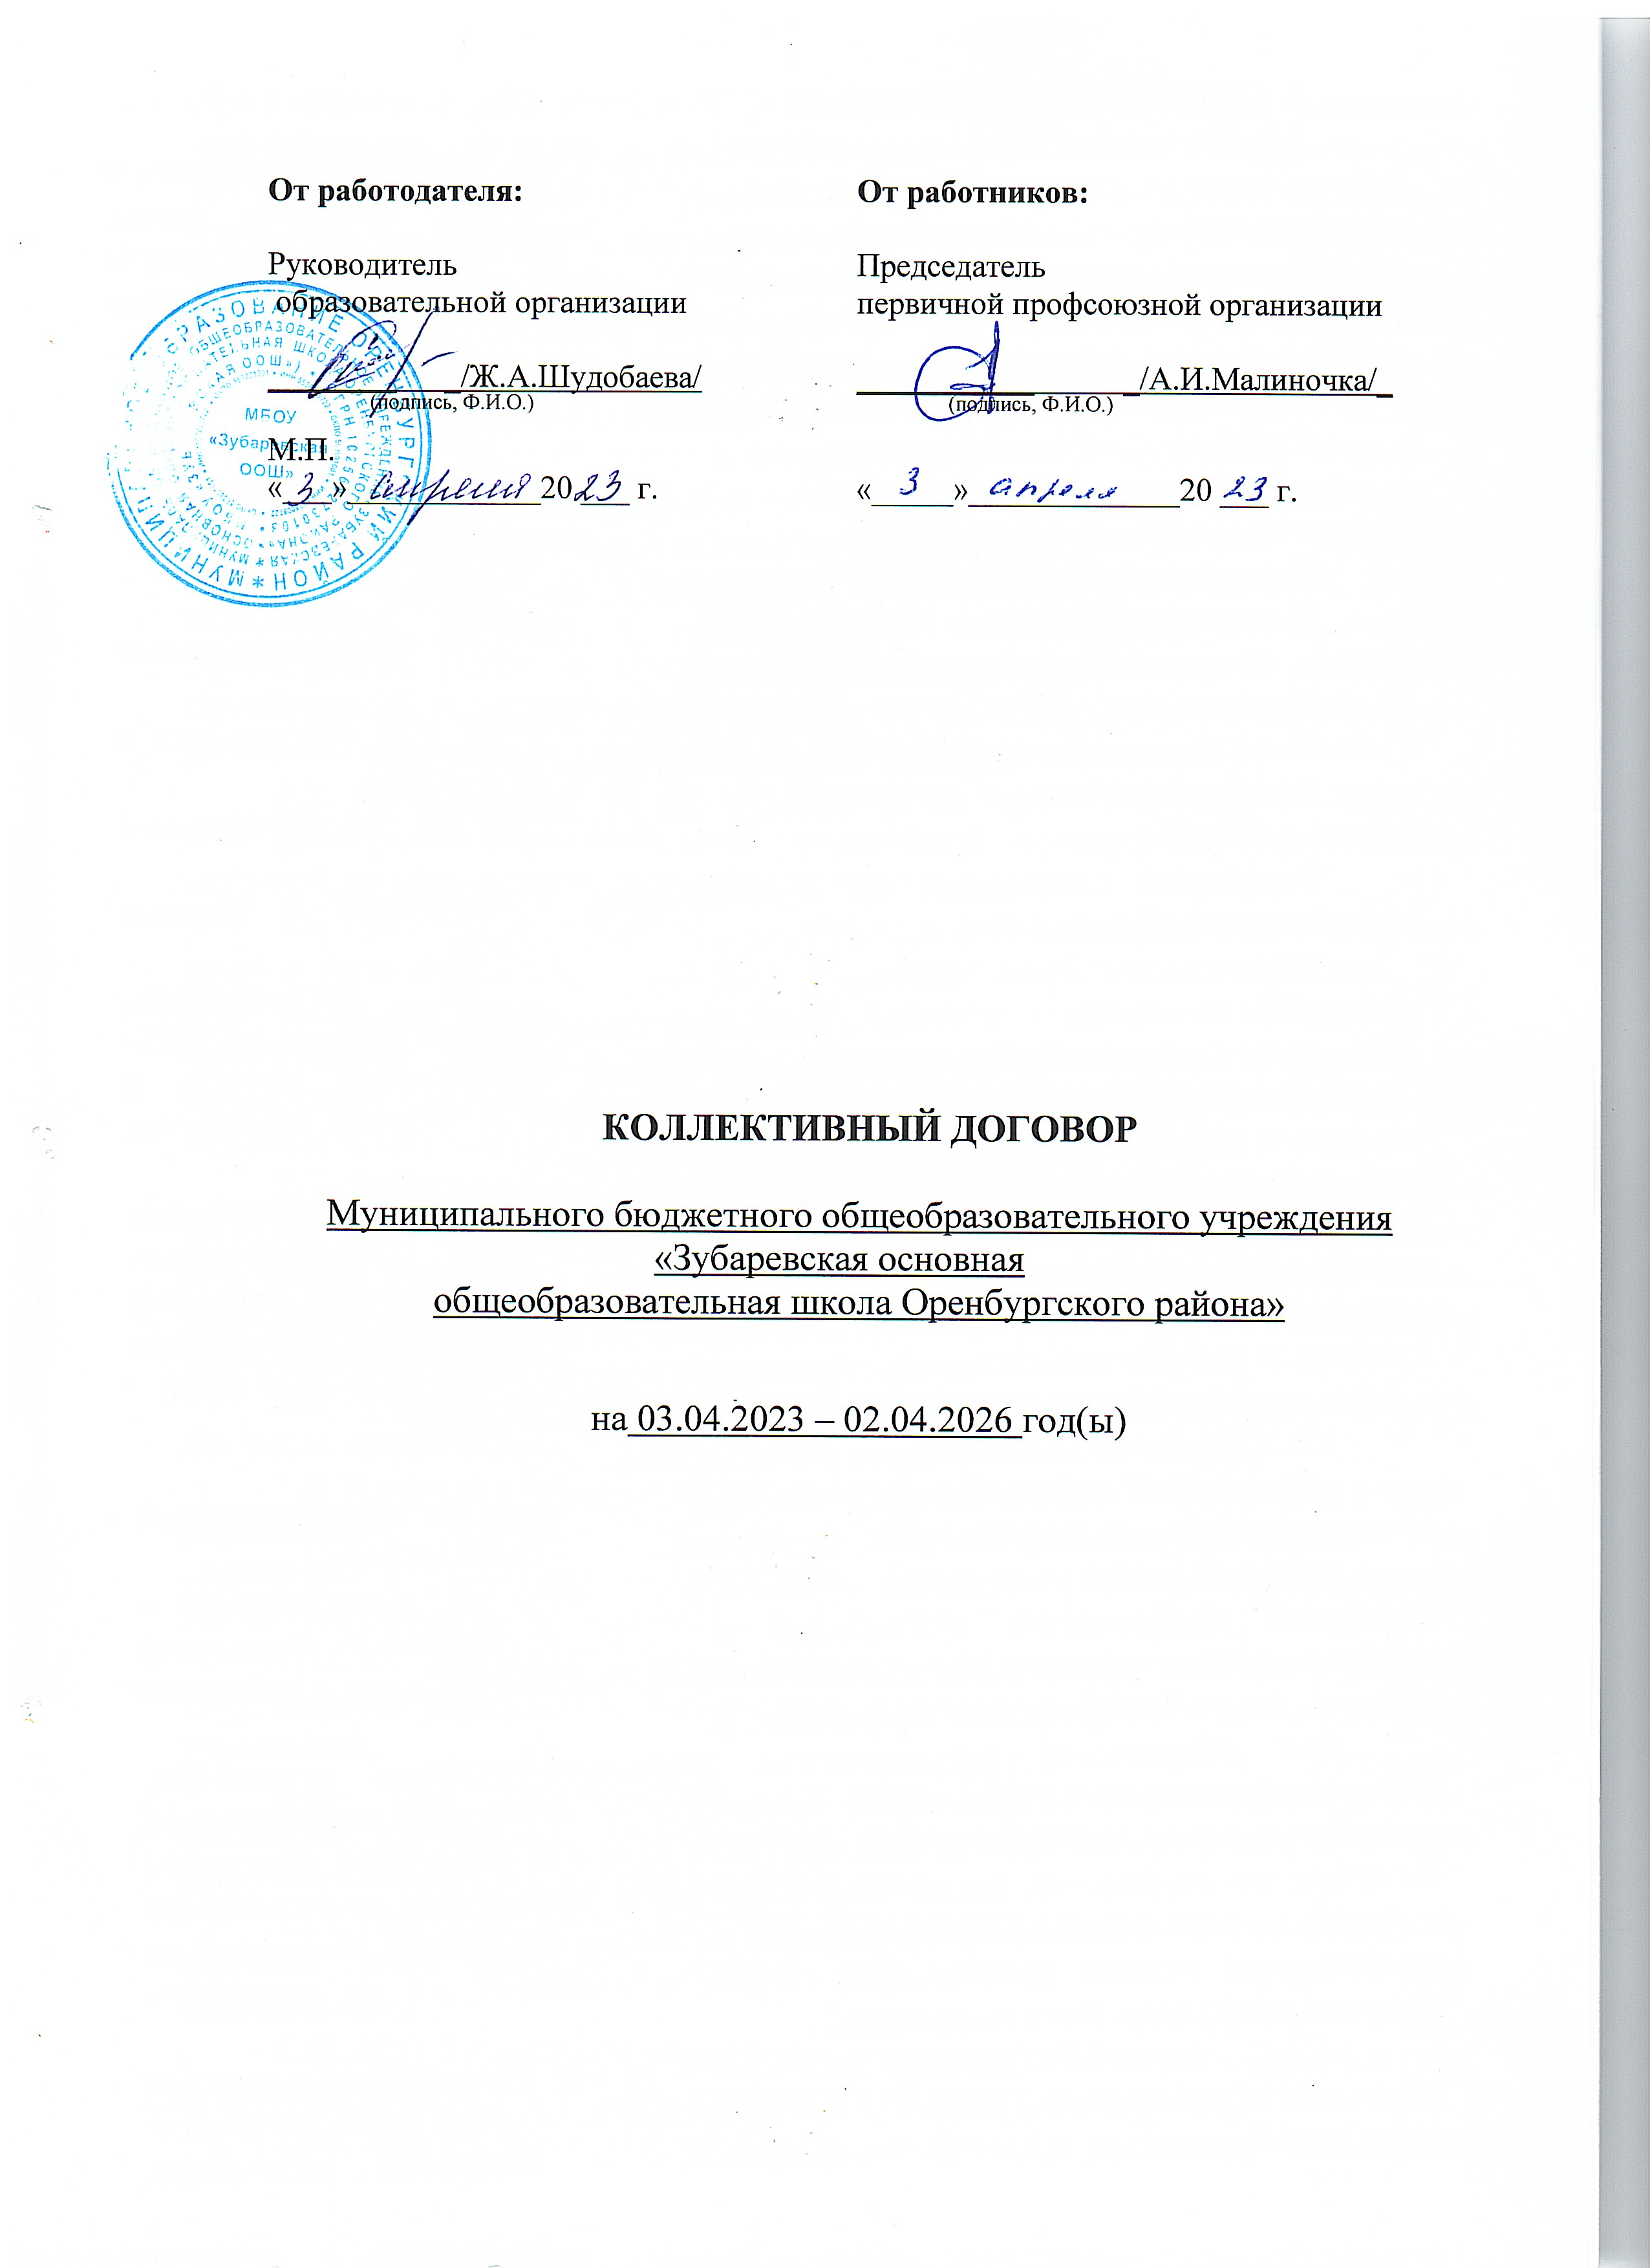 От работодателя:
Руководитель
образовательной организации
/Ж.А.Шудобаева/
(подпись, Ф.И.О.)
М.П.
«3» апреля 2023 г.
От работников:
Председатель
первичной профсоюзной организации
/А.И.Малиночка/
(подпись, Ф.И.О.)
«3» апреля 20 23 г.
МБОУ
«Зубаревская
ООШ»
КОЛЛЕКТИВНЫЙ ДОГОВОР
Муниципального бюджетного общеобразовательного учреждения
«Зубаревская основная
общеобразовательная школа Оренбургского района»
на 03.04.2023 – 02.04.2026 год(ы)